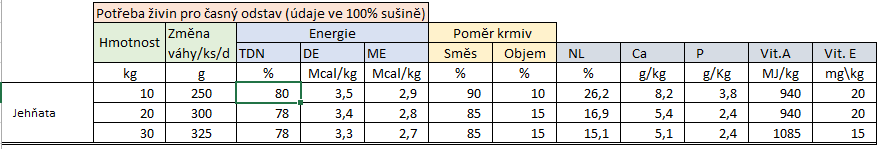 Potřeba živin pro časný odstav (údaje ve 100% sušině)
Hmotnost Změna váhy/ks/d Energie Poměr krmiv
TDN DE ME Směs Objem NL Ca P Vit.A Vit. E
kg g % Mcal/kg Mcal/kg % % % g/kg g/Kg MJ/kg mg\kg
10 250 80 3,5 2,9 90 10 26,2 8,2 3,8 940 20
Jehňata 20 300 78 3,4 2,8 85 15 16,9 5,4 2,4 940 20
30 325 78 3,3 2,7 85 15 15,1 5,1 2,4 1085 15